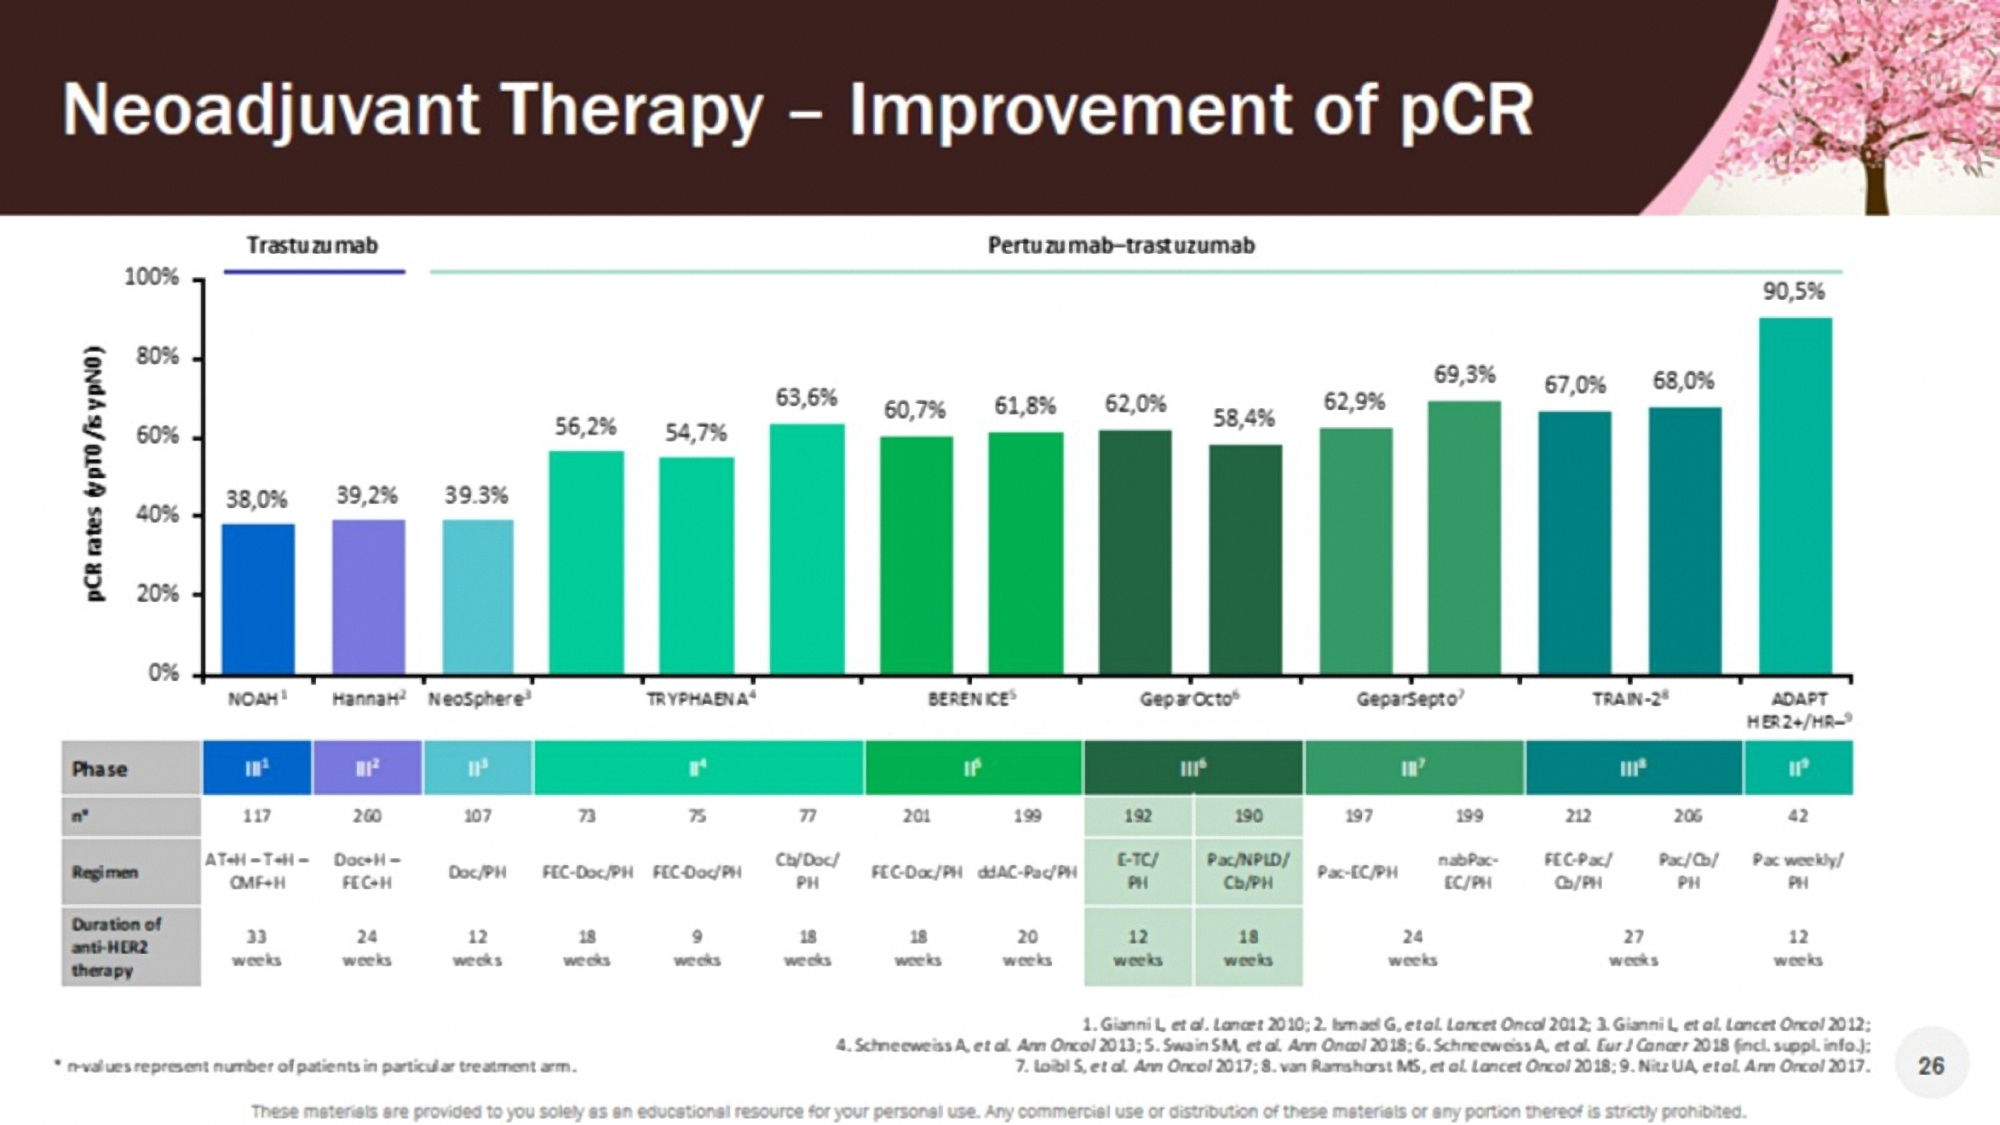 Neoadjuvant Therapy – Improvement of pCR
Trastuzumab
Pertuzumab–trastuzumab
pCR rates (ypT0/is ypN0)
100%
80%
60%
40%
20%
0%
38,0%
39,2%
39.3%
56,2%
54,7%
63,6%
60,7%
61,8%
62,0%
58,4%
62,9%
69,3%
67,0%
68,0%
90,5%
NOAH¹ HannaH² NeoSphere³ TRYPHAENA⁴ BERENICE⁵ GeparOcto⁶ GeparSepto⁷ TRAIN-2⁸ ADAPT
HER2+/HR–⁹
Phase III¹ III² II³ II⁴ II⁵ III⁶ III⁷ III⁸ II⁹
n* 117 260 107 73 75 77 201 199 192 190 197 199 212 206 42
Regimen
AT+H – T+H –
CMF+H
Doc+H –
FEC+H
Doc/PH
FEC-Doc/PH
FEC-Doc/PH
Cb/Doc/
PH
FEC-Doc/PH
ddAC-Pac/PH
E-TC/
PH
Pac/NPLD/
Cb/PH
Pac-EC/PH
nabPac-
EC/PH
FEC-Pac/
Cb/PH
Pac/Cb/
PH
Pac weekly/
PH
Duration of
anti-HER2
therapy
33
weeks
24
weeks
12
weeks
18
weeks
9
weeks
18
weeks
18
weeks
20
weeks
12
weeks
18
weeks
24
weeks
27
weeks
12
weeks
1. Gianni L, et al. Lancet 2010; 2. Ismael G, et al. Lancet Oncol 2012; 3. Gianni L, et al. Lancet Oncol 2012;
4. Schneeweiss A, et al. Ann Oncol 2013; 5. Swain SM, et al. Ann Oncol 2018; 6. Schneeweiss A, et al. Eur J Cancer 2018 (incl. suppl. info.);
7. Loibl S, et al. Ann Oncol 2017; 8. van Ramshorst MS, et al. Lancet Oncol 2018; 9. Nitz UA, et al. Ann Oncol 2017.
* n-values represent number of patients in particular treatment arm.
26
These materials are provided to you solely as an educational resource for your personal use. Any commercial use or distribution of these materials or any portion thereof is strictly prohibited.